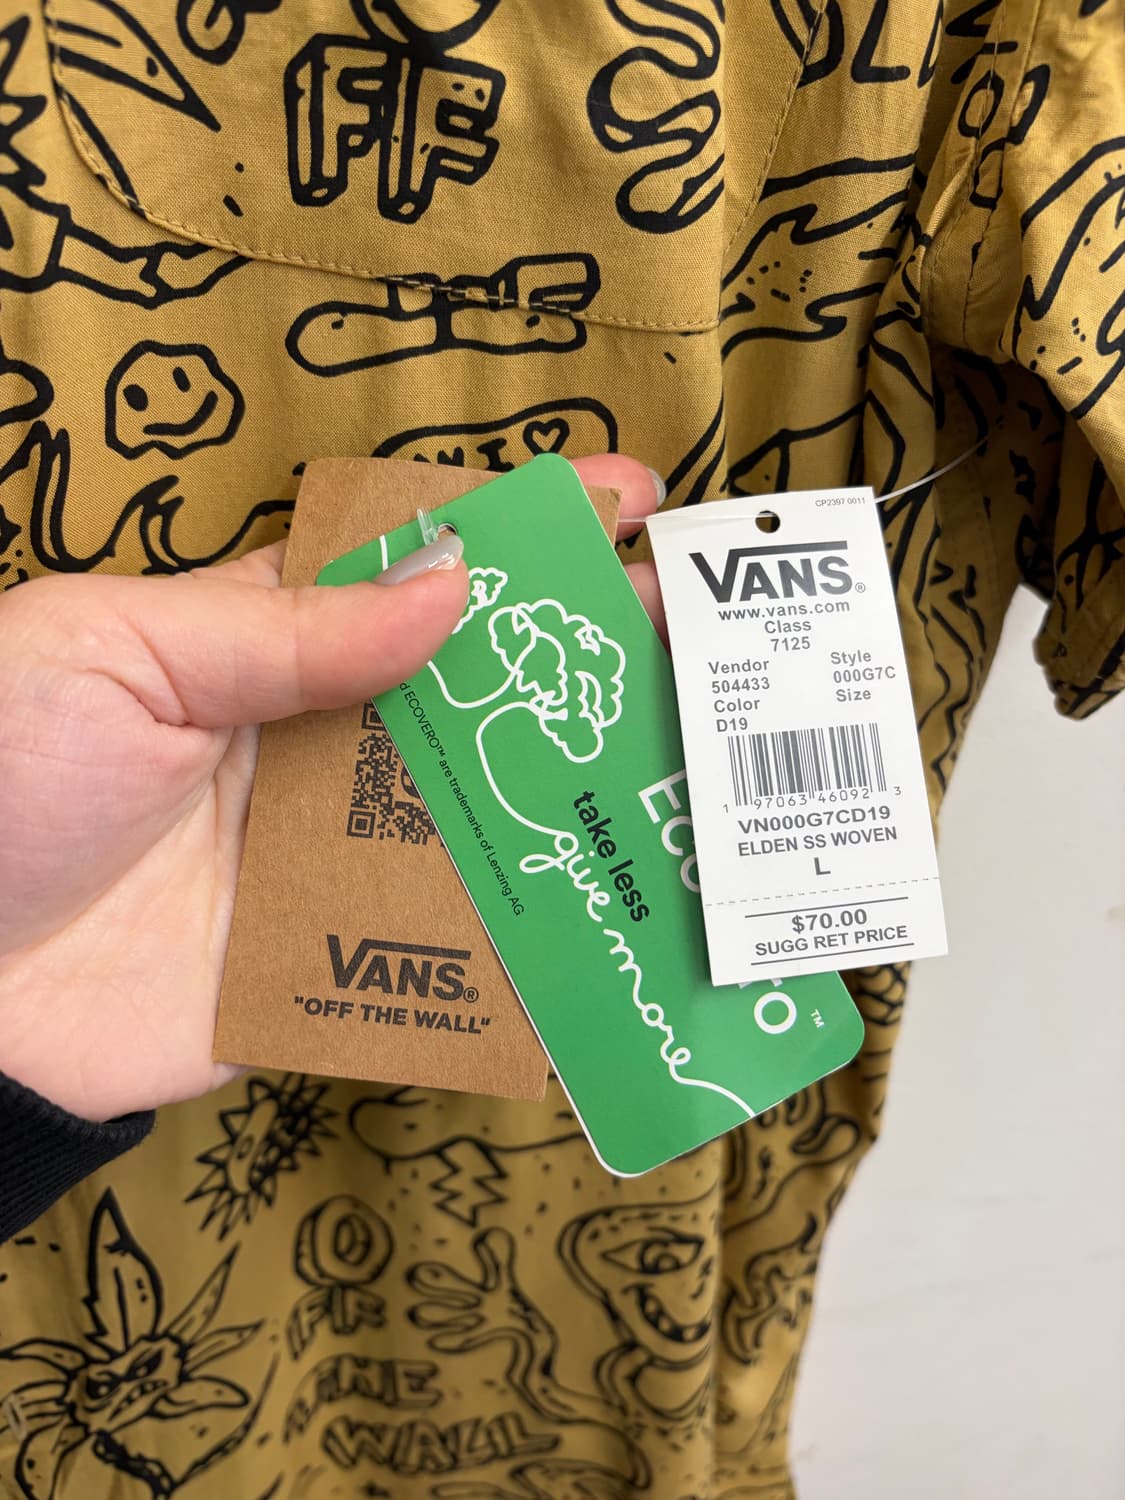 FF
I
CP2397 0011
VANS®
www.vans.com
Class
7125
Vendor
Style
504433
000G7C
Color
Size
D19
1 97063 46092 3
VN000G7CD19
ELDEN SS WOVEN
L
$70.00
SUGG RET PRICE
ECOVERO™ are trademarks of Lenzing AG
take less
give more
VANS®
"OFF THE WALL"
O
THE
WALL